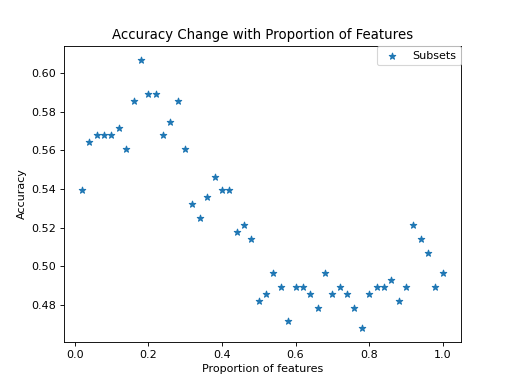 Accuracy Change with Proportion of Features
Subsets
0.60
0.58
0.56
0.54
0.52
0.50
0.48
Accuracy
0.0 0.2 0.4 0.6 0.8 1.0
Proportion of features